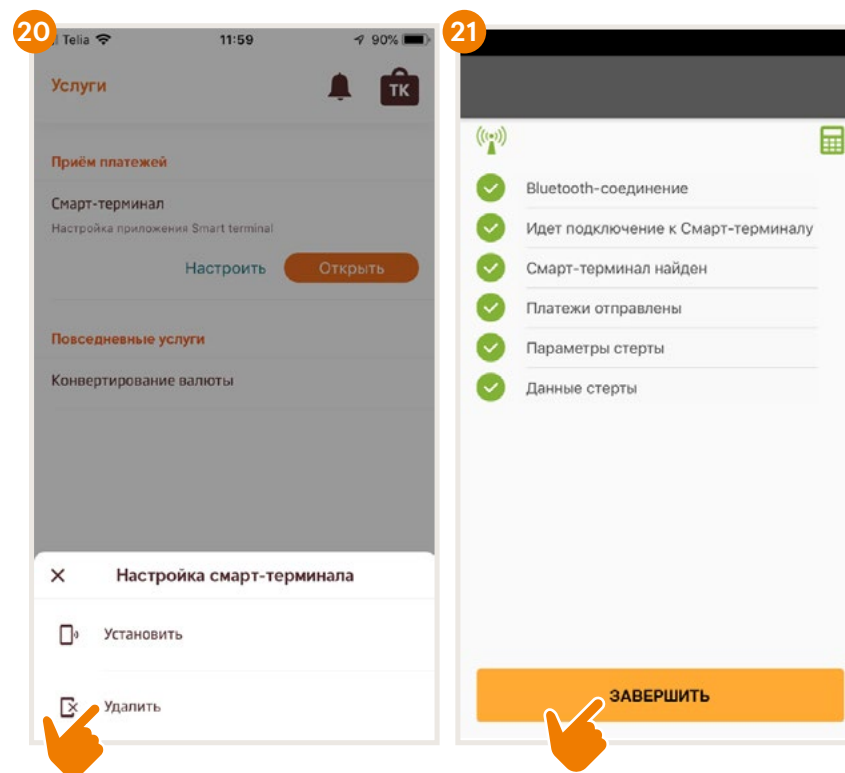 20
Telia
11:59
90%
Услуги
ТК
Приём платежей
Смарт-терминал
Настройка приложения Smart terminal
Настроить
Открыть
Повседневные услуги
Конвертирование валюты
Настройка смарт-терминала
Установить
Удалить
21
Bluetooth-соединение
Идет подключение к Смарт-терминалу
Смарт-терминал найден
Платежи отправлены
Параметры стерты
Данные стерты
ЗАВЕРШИТЬ